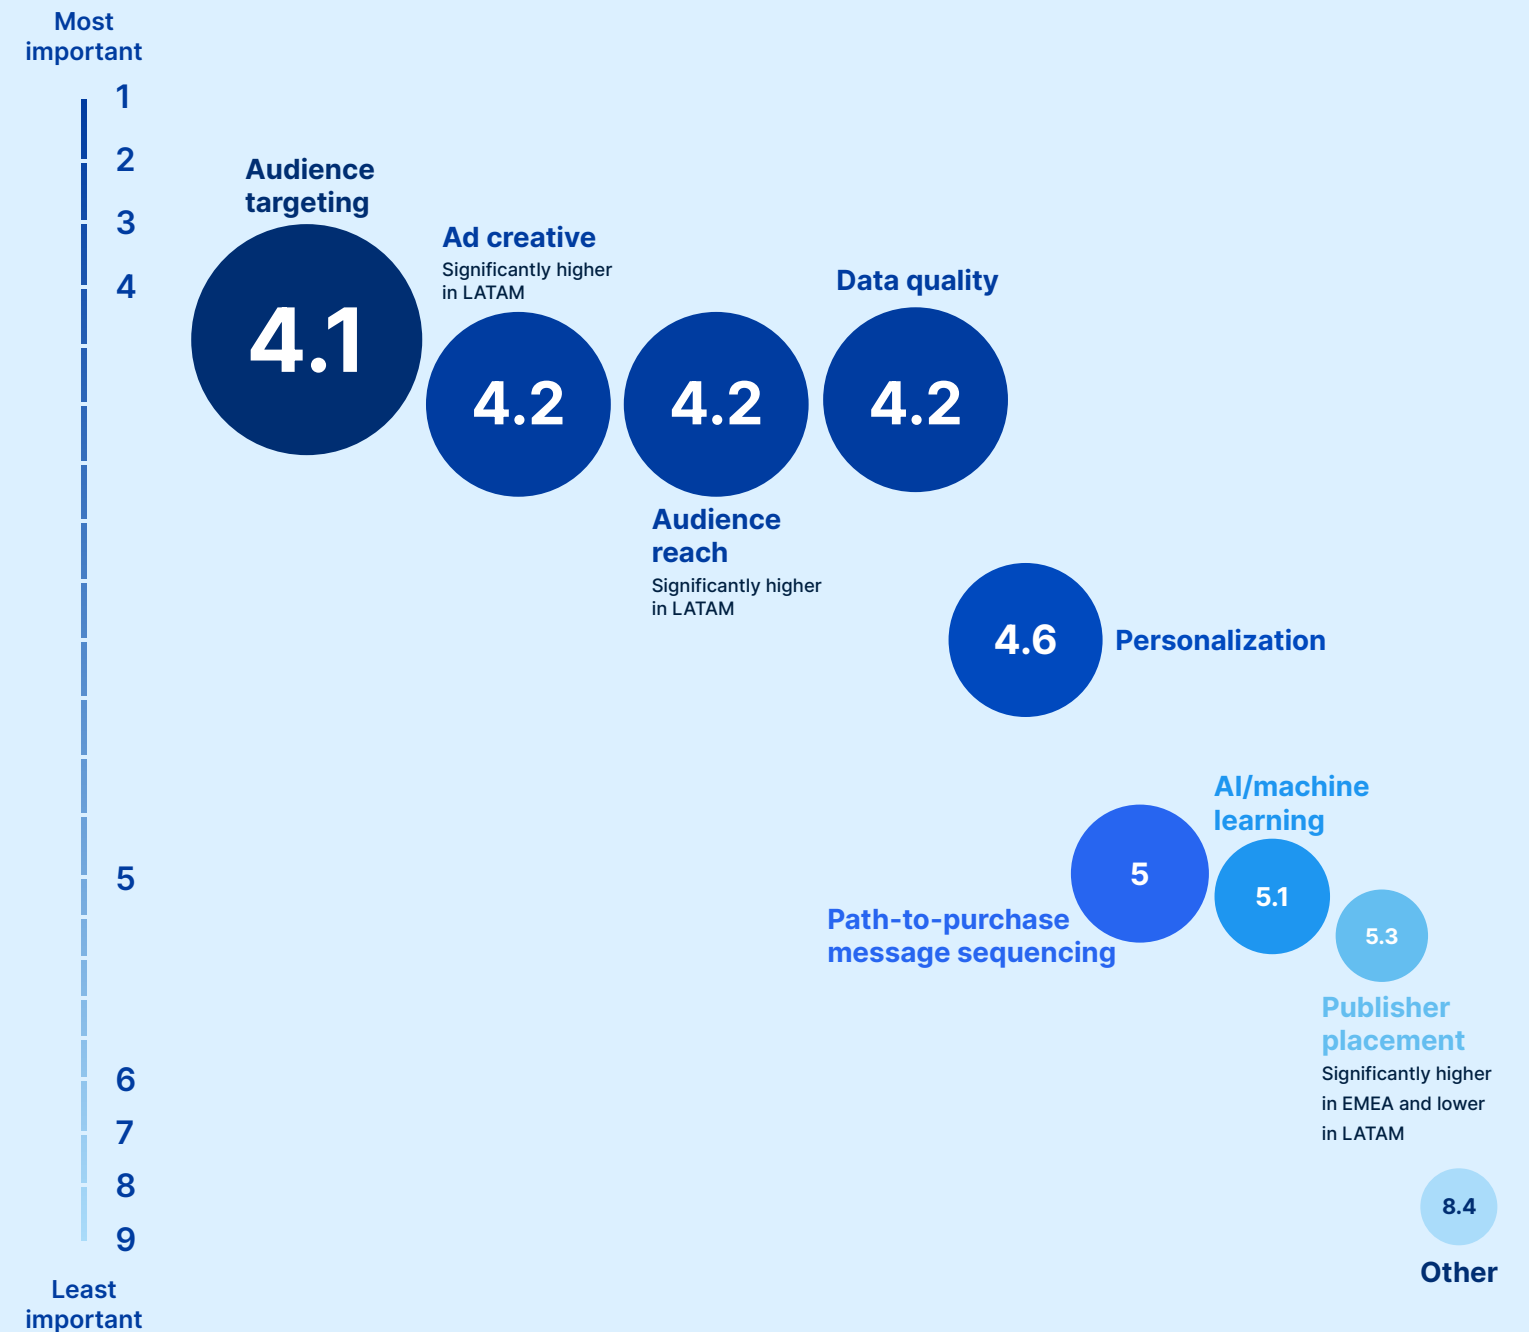 Most
important
1
2
3
4
5
6
7
8
9
Least
important
Audience
targeting
4.1
Ad creative
Significantly higher
in LATAM
4.2
4.2
Audience
reach
Significantly higher
in LATAM
Data quality
4.2
4.6
Personalization
5
Path-to-purchase
message sequencing
AI/machine
learning
5.1
5.3
Publisher
placement
Significantly higher
in EMEA and lower
in LATAM
8.4
Other